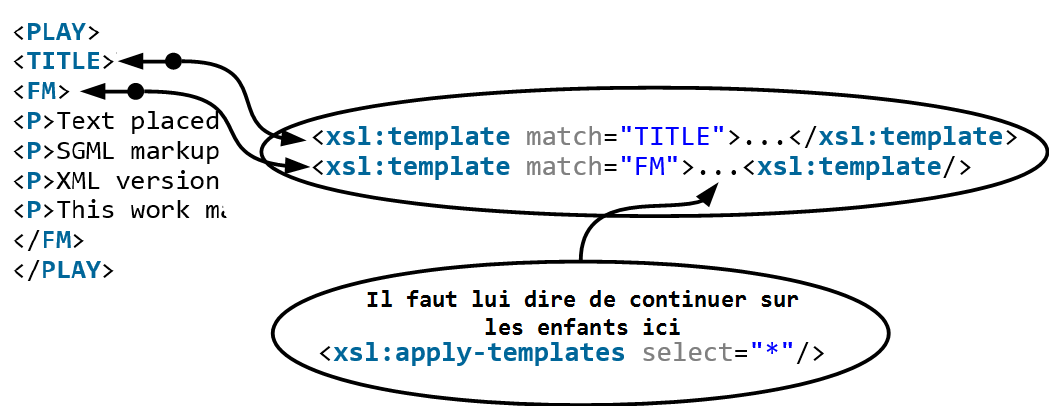 <PLAY>
<TITLE>
<FM>
<P>Text placed
<P>SGML markup
<P>XML version
<P>This work
</FM>
</PLAY>
<xsl:template match="TITLE">...</xsl:template>
<xsl:template match="FM">...<xsl:template/>
Il faut lui dire de continuer sur
les enfants ici
<xsl:apply-templates select="*"/>